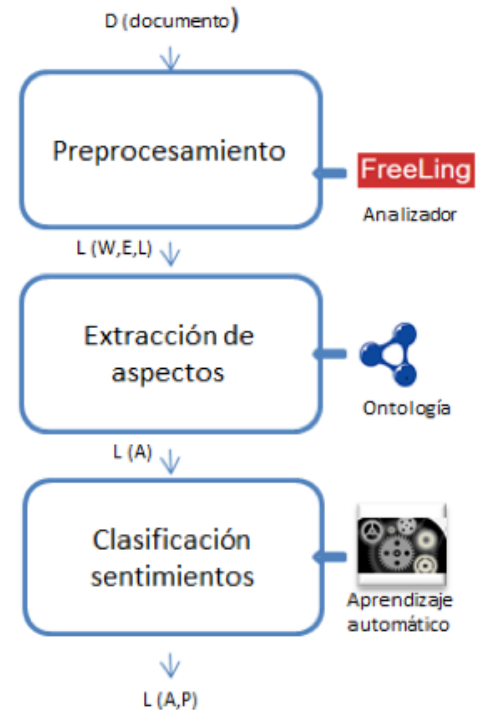 D (documento)
Preprocesamiento
FreeLing
Analizador
L (W,E,L)
Extracción de
aspectos
Ontología
L (A)
Clasificación
sentimientos
Aprendizaje
automático
L (A,P)